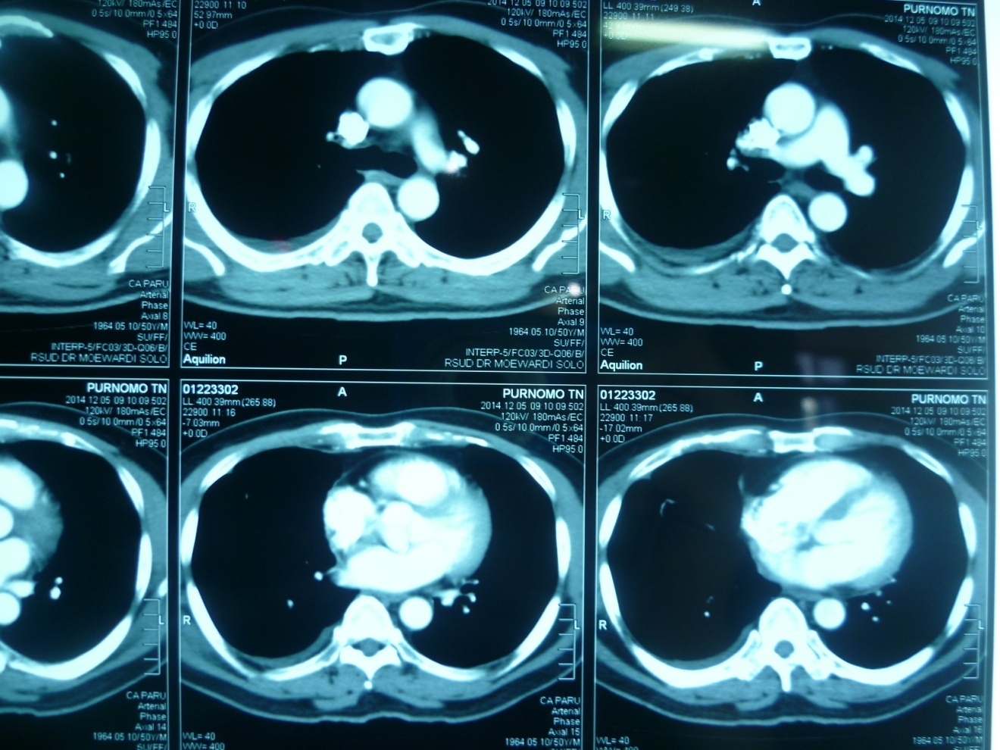 120kV/ 180mAs/EC
0 5s/ 10 0mm/0 5x64
PF1 484
HP95 0
L
CA PARU
Arterial
Phase
Axial 8
1964 05 10/50Y/M
SU/FF/
INTERP-5/FC03/3D-Q06/B/
RSUD DR MOEWARDI SOLO
22900 11 10
52 97mm
+0 0D
2014 12 05 09 10 09 502
120kV/ 180mAs/EC
0 5s/ 10 0mm/0 5x64
PF1 484
HP95 0
R
L
CA PARU
Arterial
Phase
Axial 9
1964 05 10/50Y/M
SU/FF/
INTERP-5/FC03/3D-Q06/B/
RSUD DR MOEWARDI SOLO
WL= 40
WW= 400
CE
Aquilion
P
LL 400 39mm (249 38)
22900 11 11
+0 0D
A
PURNOMO TN
2014 12 05 09 10 09 502
120kV/ 180mAs/EC
0 5s/ 10 0mm/0 5x64
PF1 484
HP95 0
R
L
CA PARU
Arterial
Phase
Axial 10
1964 05 10/50Y/M
SU/FF/
INTERP-5/FC03/3D-Q06/B/
RSUD DR MOEWARDI SOLO
WL= 40
WW= 400
CE
Aquilion
P
PURNOMO TN
2014 12 05 09 10 09 502
120kV/ 180mAs/EC
0 5s/ 10 0mm/0 5x64
PF1 484
HP95 0
L
CA PARU
Arterial
Phase
Axial 14
1964 05 10/50Y/M
SU/FF/
01223302
LL 400 39mm (265 88)
22900 11 16
-7 03mm
+0 0D
A
PURNOMO TN
2014 12 05 09 10 09 502
120kV/ 180mAs/EC
0 5s/ 10 0mm/0 5x64
PF1 484
HP95 0
R
L
CA PARU
Arterial
Phase
Axial 15
1964 05 10/50Y/M
SU/FF/
WL= 40
WW= 400
01223302
LL 400 39mm (265 88)
22900 11 17
-17 02mm
+0 0D
A
PURNOMO TN
2014 12 05 09 10 09 502
120kV/ 180mAs/EC
0 5s/ 10 0mm/0 5x64
PF1 484
HP95 0
R
L
CA PARU
Arterial
Phase
Axial 16
1964 05 10/50Y/M
SU/FF/
WL= 40